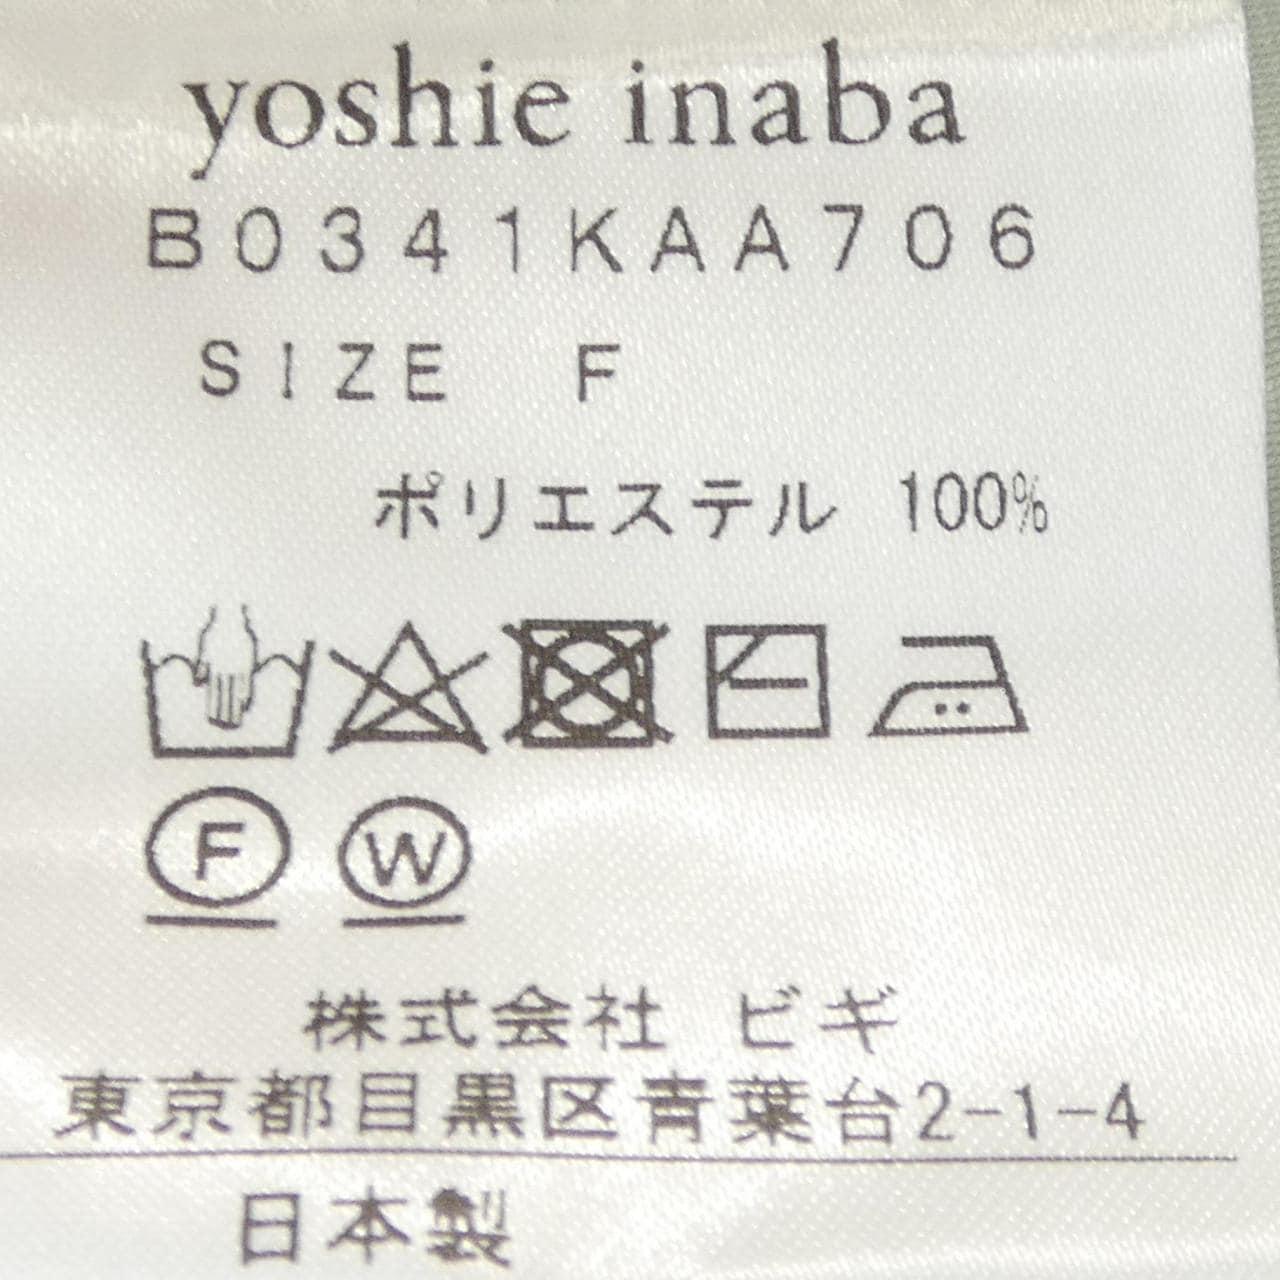 yoshie inaba
B0341KAA706
SIZE F
ポリエステル 100%
F W
株式会社 ビギ
東京都目黒区青葉台2-1-4
日本製